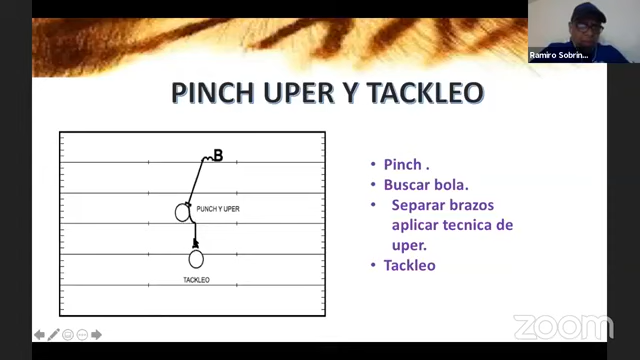 Ramiro Sobrin...
PINCH UPER Y TACKLEO
B
PUNCH Y UPER
TACKLEO
• Pinch .
• Buscar bola.
• Separar brazos
aplicar tecnica de
uper.
• Tackleo
zoom